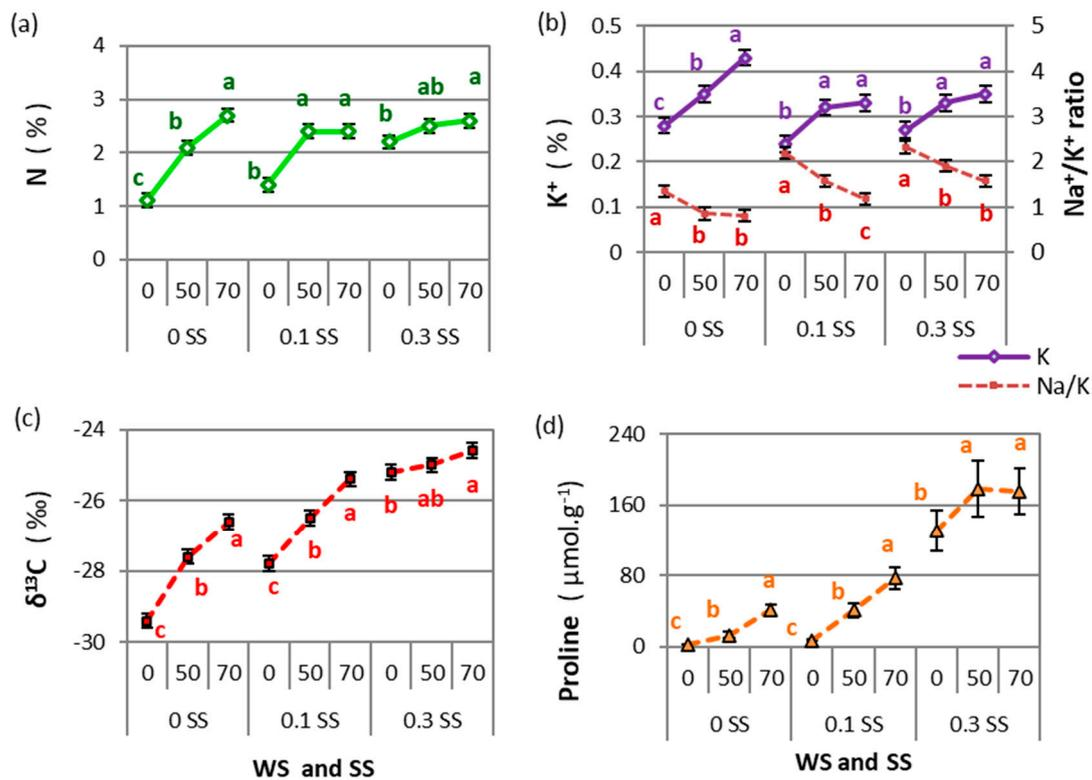 (a)
N ( % )
4
3
2
1
0
c
b
a
b
a
a
b
ab
a
0 50 70 0 50 70 0 50 70
0 SS 0.1 SS 0.3 SS
(b)
K⁺ ( % )
0.5
0.4
0.3
0.2
0.1
0
Na⁺/K⁺ ratio
5
4
3
2
1
0
c
b
a
b
a
a
b
a
a
a
b
b
a
b
c
a
b
b
0 50 70 0 50 70 0 50 70
0 SS 0.1 SS 0.3 SS
K
Na/K
(c)
δ¹³C (‰)
-24
-26
-28
-30
c
b
a
c
b
a
b
ab
a
0 50 70 0 50 70 0 50 70
0 SS 0.1 SS 0.3 SS
WS and SS
(d)
Proline ( µmol.g⁻¹)
240
160
80
0
c
b
a
c
b
a
b
a
a
0 50 70 0 50 70 0 50 70
0 SS 0.1 SS 0.3 SS
WS and SS